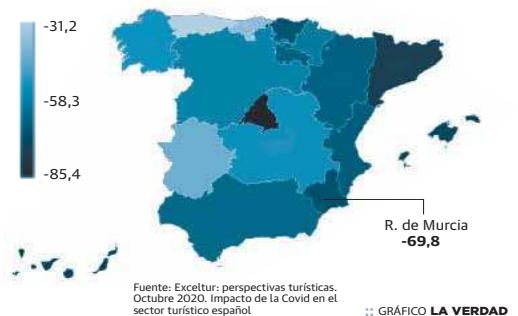 -31,2
-58,3
-85,4
R. de Murcia
-69,8
Fuente: Exceltur: perspectivas turísticas.
Octubre 2020. Impacto de la Covid en el
sector turístico español
:: GRÁFICO LA VERDAD